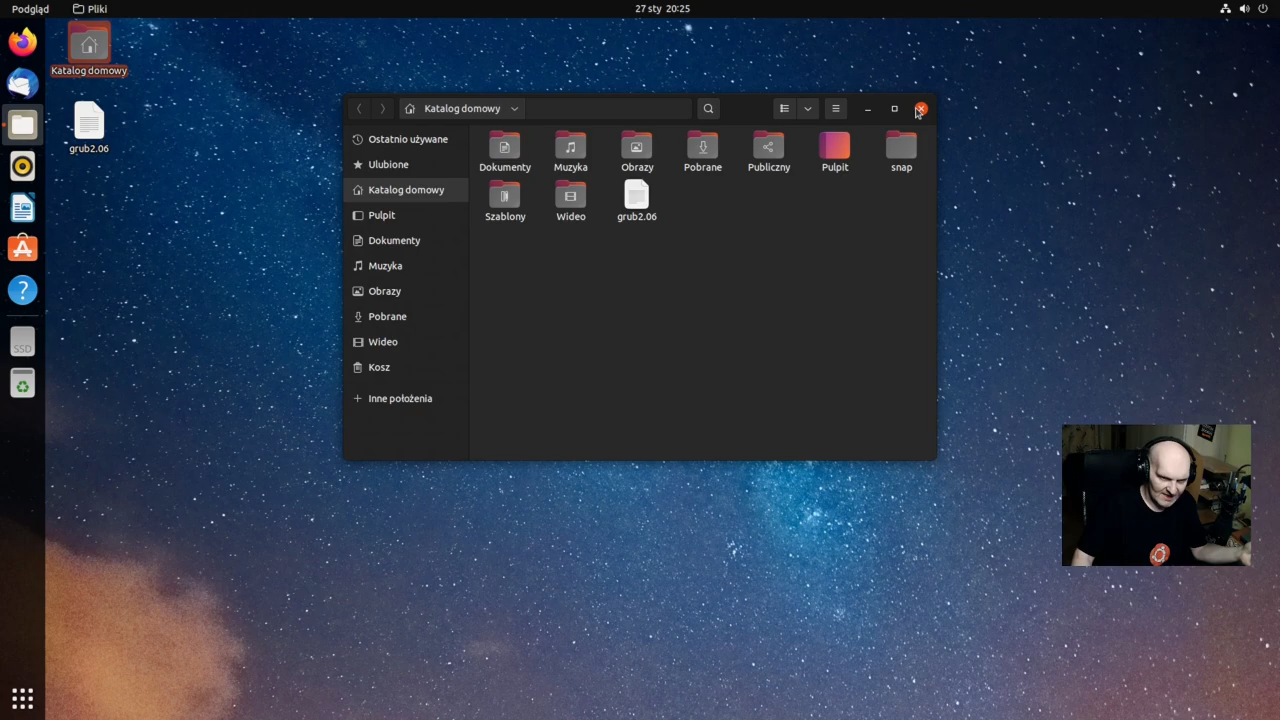 Podgląd
Pliki
27 sty 20:25
Katalog domowy
grub2.06
Katalog domowy
Ostatnio używane
Ulubione
Katalog domowy
Pulpit
Dokumenty
Muzyka
Obrazy
Pobrane
Wideo
Kosz
Inne położenia
Dokumenty
Muzyka
Obrazy
Pobrane
Publiczny
Pulpit
snap
Szablony
Wideo
grub2.06
SSD